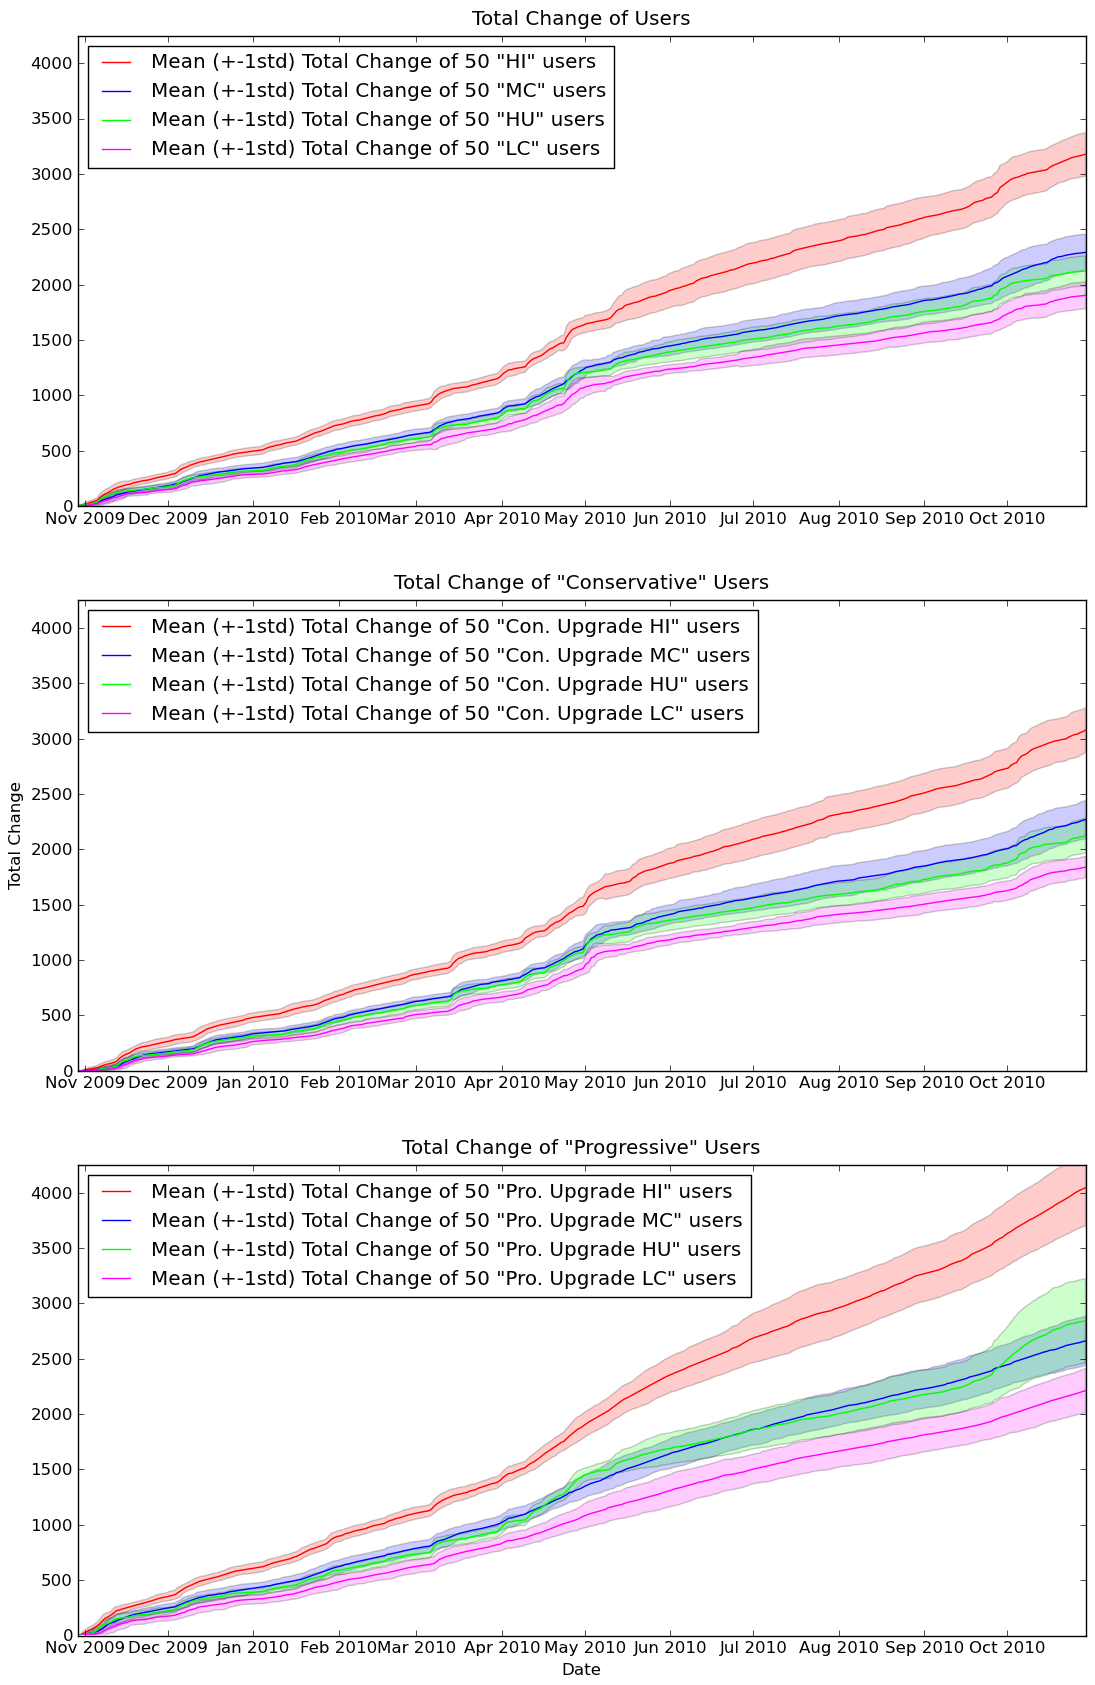 Total Change of Users
4000
3500
3000
2500
2000
1500
1000
500
0
Mean (+-1std) Total Change of 50 "HI" users
Mean (+-1std) Total Change of 50 "MC" users
Mean (+-1std) Total Change of 50 "HU" users
Mean (+-1std) Total Change of 50 "LC" users
Nov 2009 Dec 2009 Jan 2010 Feb 2010 Mar 2010 Apr 2010 May 2010 Jun 2010 Jul 2010 Aug 2010 Sep 2010 Oct 2010
Total Change of "Conservative" Users
Total Change
4000
3500
3000
2500
2000
1500
1000
500
0
Mean (+-1std) Total Change of 50 "Con. Upgrade HI" users
Mean (+-1std) Total Change of 50 "Con. Upgrade MC" users
Mean (+-1std) Total Change of 50 "Con. Upgrade HU" users
Mean (+-1std) Total Change of 50 "Con. Upgrade LC" users
Nov 2009 Dec 2009 Jan 2010 Feb 2010 Mar 2010 Apr 2010 May 2010 Jun 2010 Jul 2010 Aug 2010 Sep 2010 Oct 2010
Total Change of "Progressive" Users
4000
3500
3000
2500
2000
1500
1000
500
0
Mean (+-1std) Total Change of 50 "Pro. Upgrade HI" users
Mean (+-1std) Total Change of 50 "Pro. Upgrade MC" users
Mean (+-1std) Total Change of 50 "Pro. Upgrade HU" users
Mean (+-1std) Total Change of 50 "Pro. Upgrade LC" users
Nov 2009 Dec 2009 Jan 2010 Feb 2010 Mar 2010 Apr 2010 May 2010 Jun 2010 Jul 2010 Aug 2010 Sep 2010 Oct 2010
Date